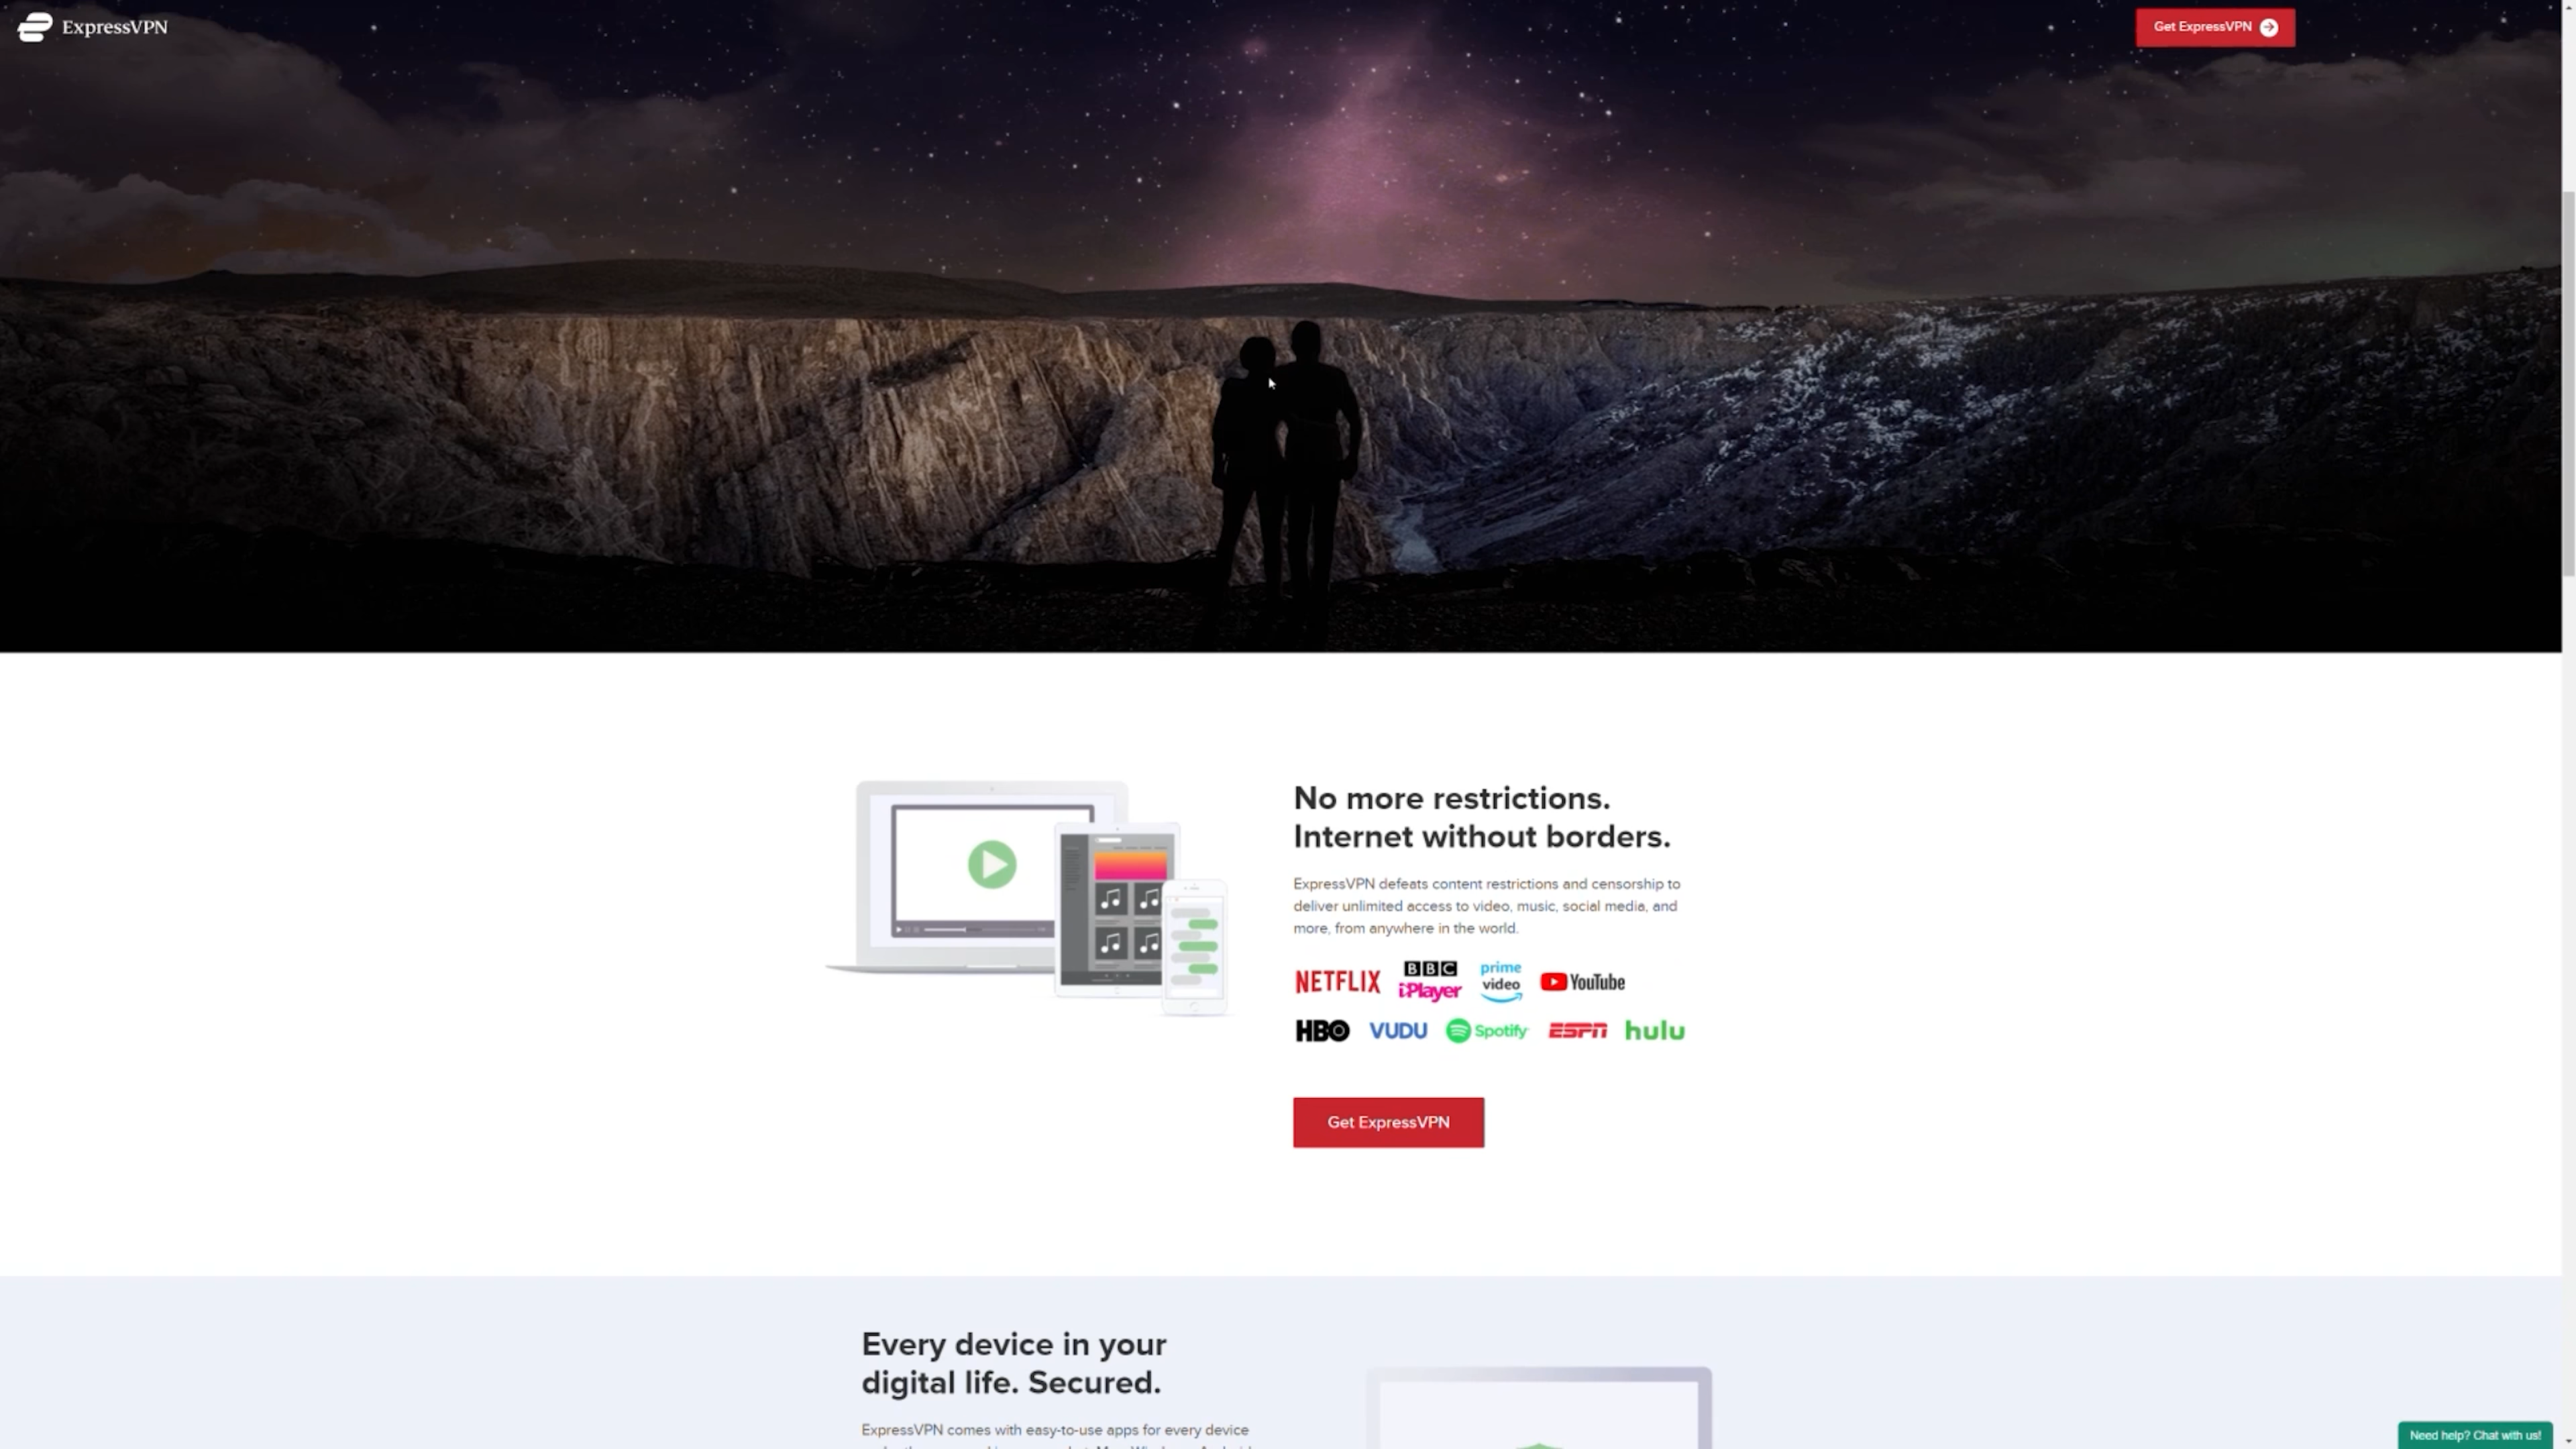 ExpressVPN
Get ExpressVPN
No more restrictions.
Internet without borders.
ExpressVPN defeats content restrictions and censorship to
deliver unlimited access to video, music, social media, and
more, from anywhere in the world.
NETFLIX BBC iPlayer prime video YouTube
HBO VUDU Spotify ESPN hulu
Get ExpressVPN
Every device in your
digital life. Secured.
ExpressVPN comes with easy-to-use apps for every device
Need help? Chat with us!